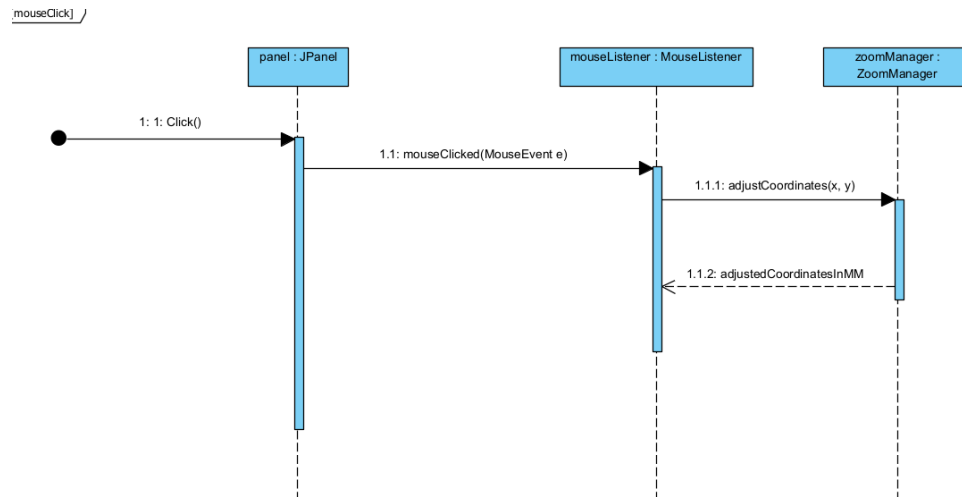 [mouseClick]
panel : JPanel
mouseListener : MouseListener
zoomManager :
ZoomManager
1: 1: Click()
1.1: mouseClicked(MouseEvent e)
1.1.1: adjustCoordinates(x, y)
1.1.2: adjustedCoordinatesInMM